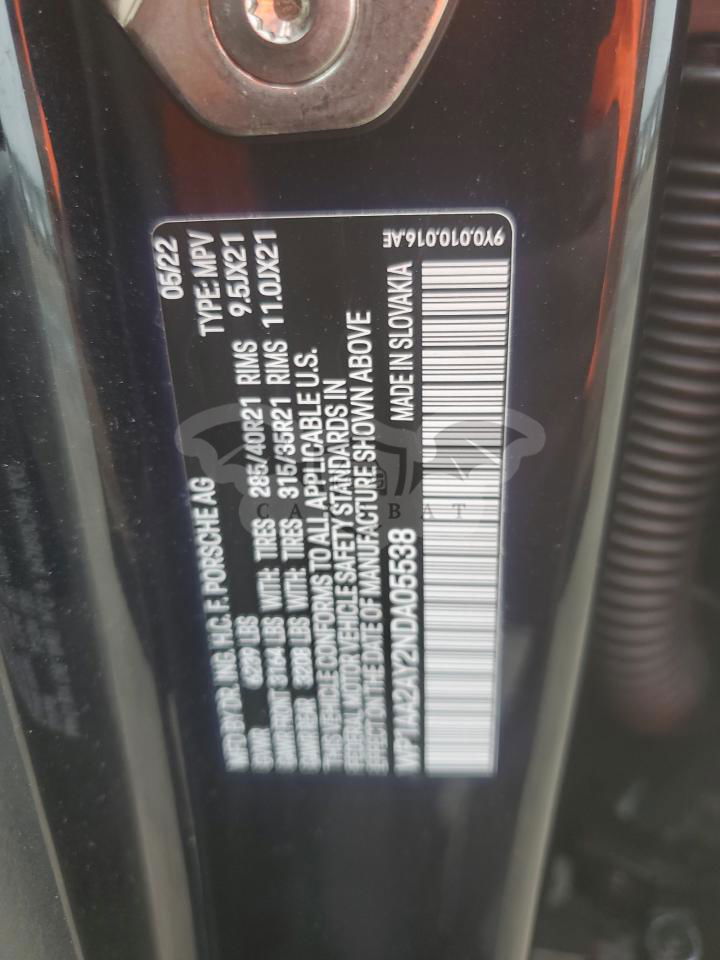 MFD BY DR. ING. H.C. F. PORSCHE AG 05/22
GVWR 6239 LBS TYPE: MPV
GAWR FRONT 3164 LBS WITH: TIRES 285/40R21 RIMS 9.5JX21
GAWR REAR 3208 LBS WITH: TIRES 315/35R21 RIMS 11.0JX21
THIS VEHICLE CONFORMS TO ALL APPLICABLE U.S.
FEDERAL MOTOR VEHICLE SAFETY STANDARDS IN
EFFECT ON THE DATE OF MANUFACTURE SHOWN ABOVE
WP1AA2AY2NDA05538 MADE IN SLOVAKIA
9Y0.010.016.AE